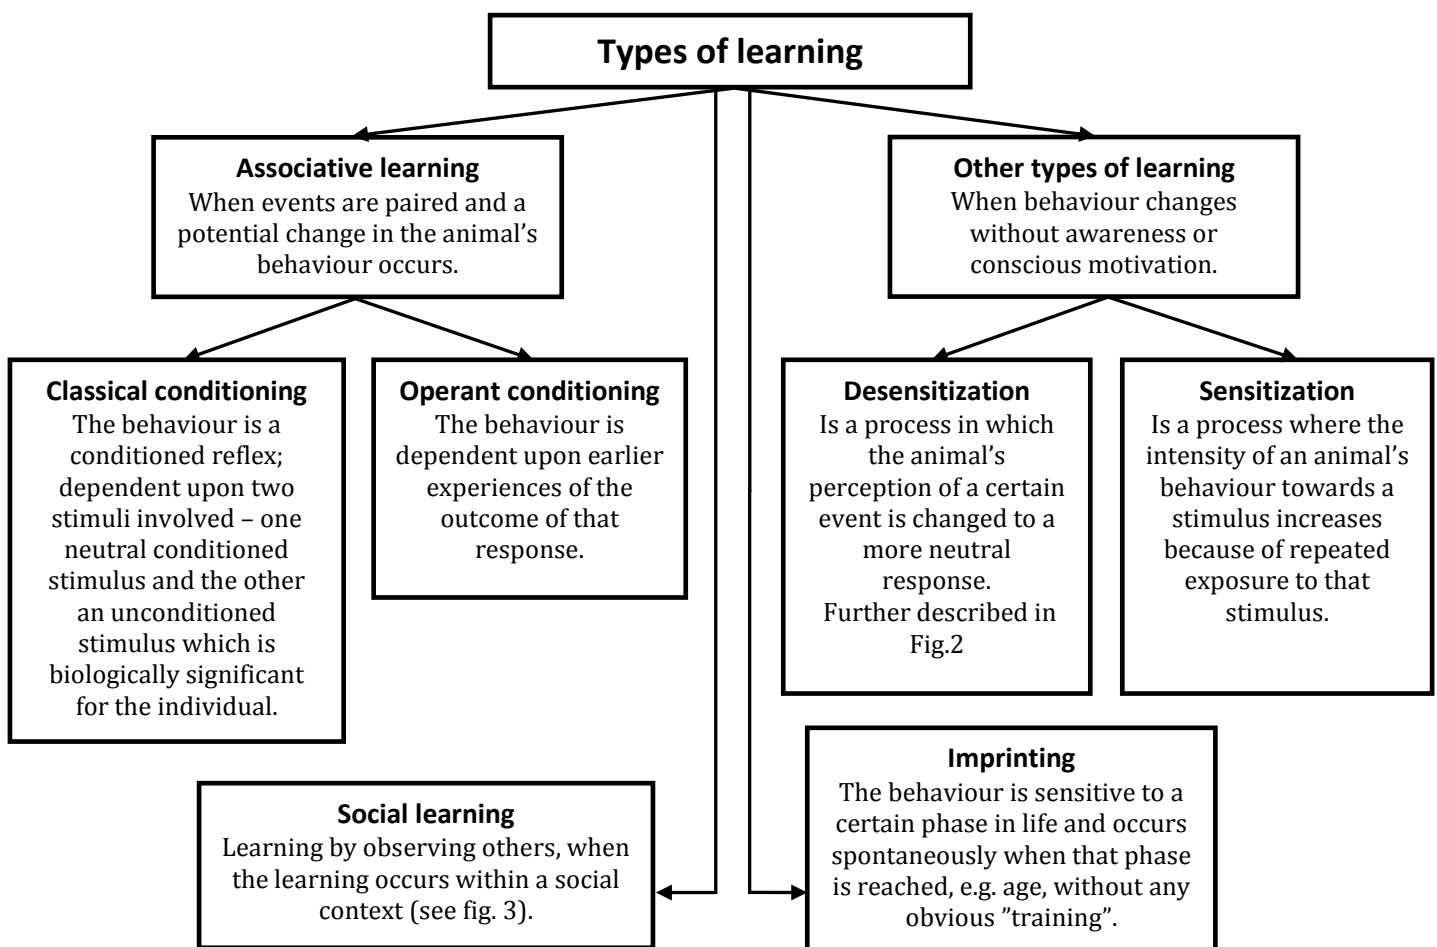 Types of learning
Associative learning
When events are paired and a
potential change in the animal’s
behaviour occurs.
Other types of learning
When behaviour changes
without awareness or
conscious motivation.
Classical conditioning
The behaviour is a
conditioned reflex;
dependent upon two
stimuli involved – one
neutral conditioned
stimulus and the other
an unconditioned
stimulus which is
biologically significant
for the individual.
Operant conditioning
The behaviour is
dependent upon earlier
experiences of the
outcome of that
response.
Desensitization
Is a process in which
the animal’s
perception of a certain
event is changed to a
more neutral
response.
Further described in
Fig.2
Sensitization
Is a process where the
intensity of an animal’s
behaviour towards a
stimulus increases
because of repeated
exposure to that
stimulus.
Social learning
Learning by observing others, when
the learning occurs within a social
context (see fig. 3).
Imprinting
The behaviour is sensitive to a
certain phase in life and occurs
spontaneously when that phase
is reached, e.g. age, without any
obvious ”training”.